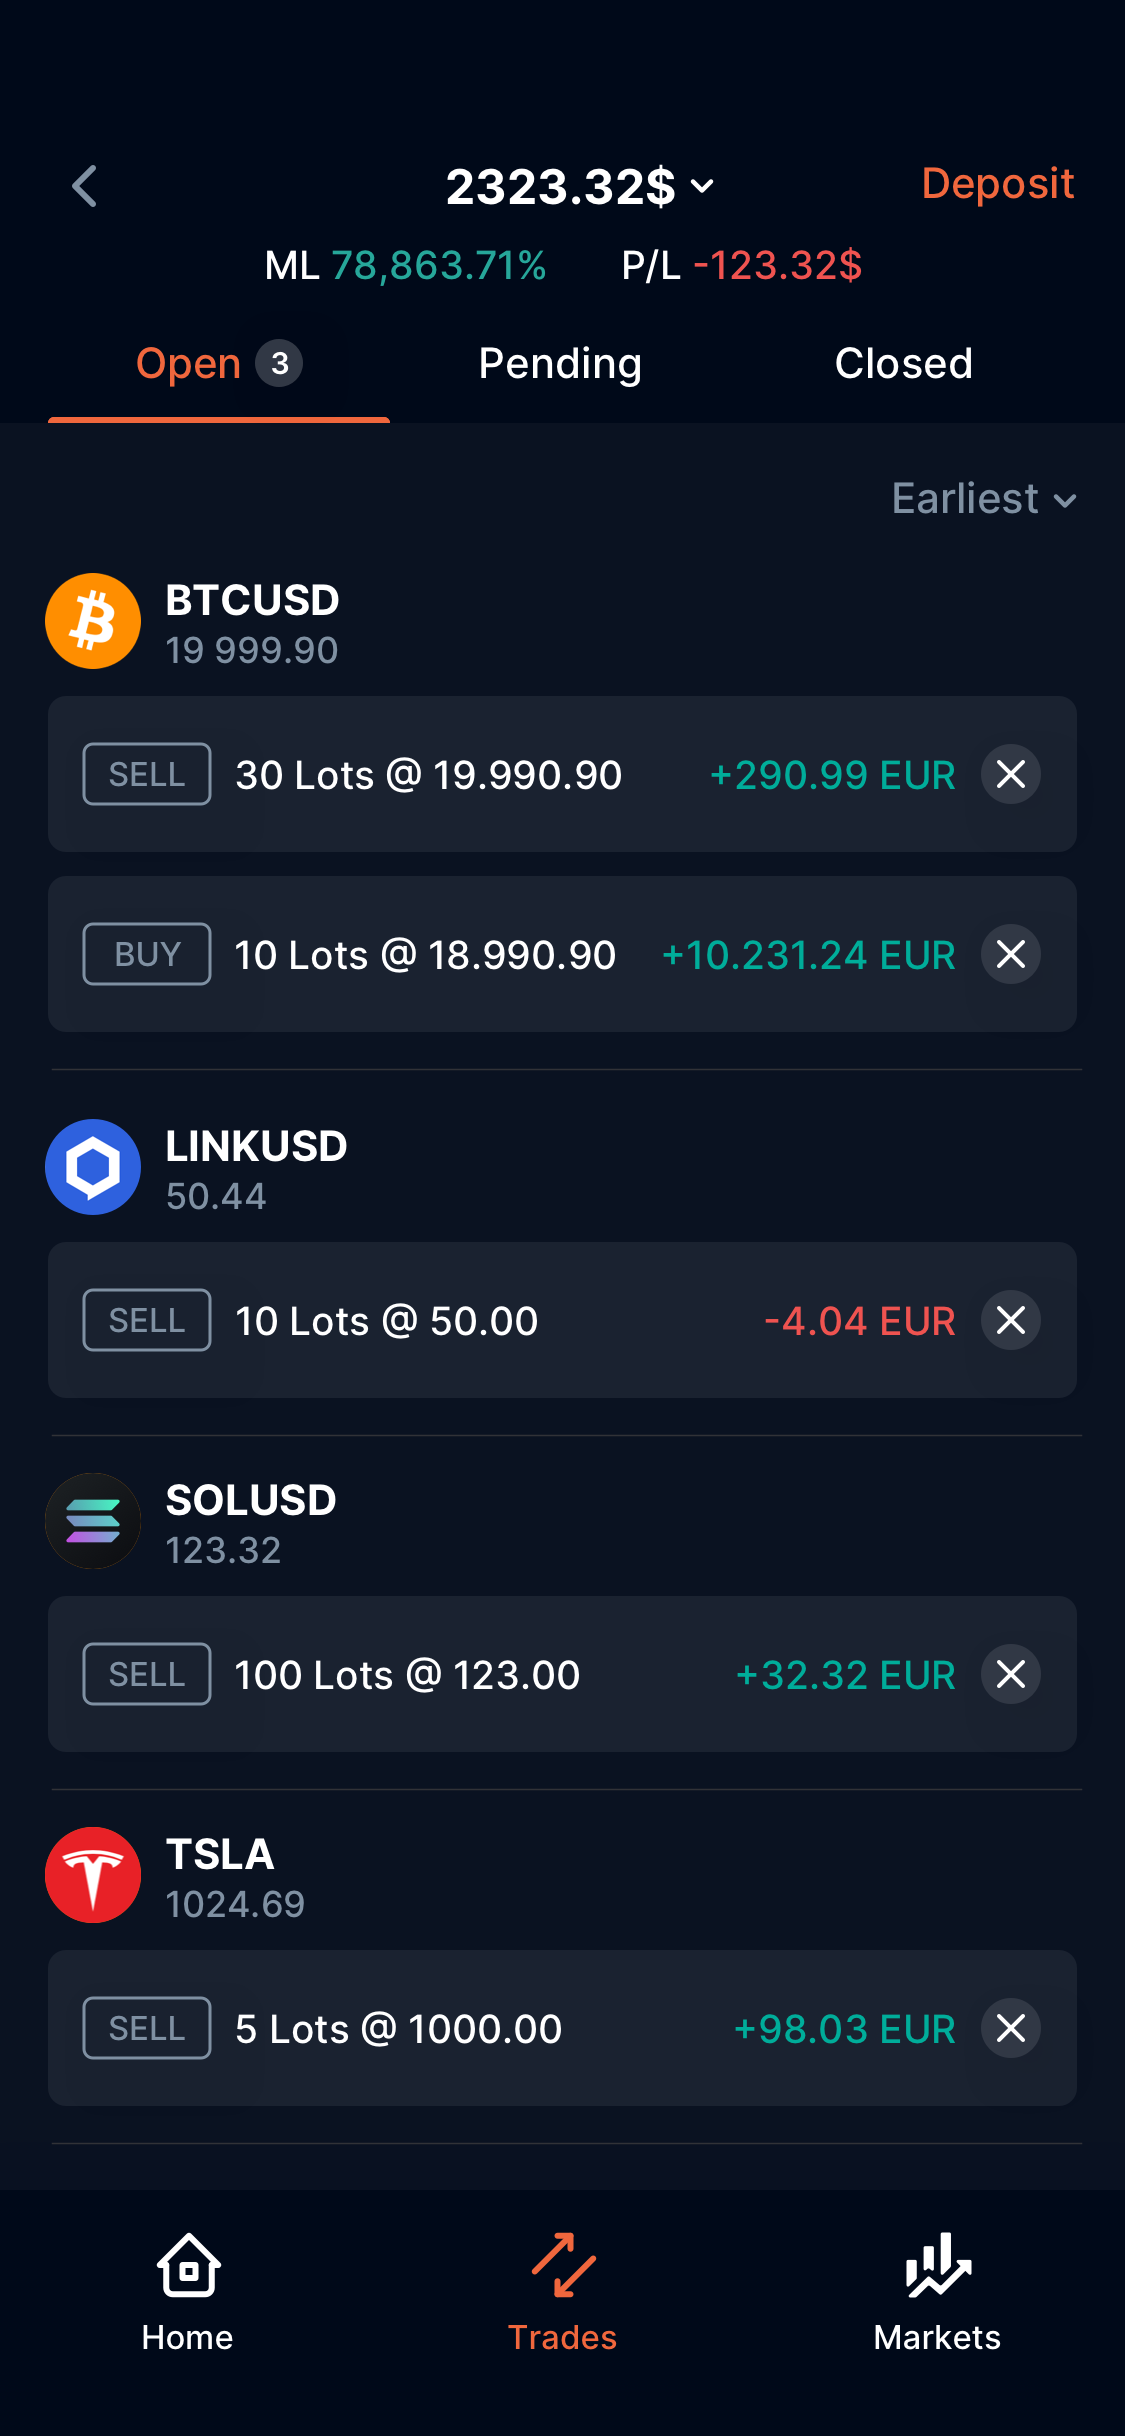 2323.32$
Deposit
ML 78,863.71% P/L -123.32$
Open 3 Pending Closed
Earliest
BTCUSD
19 999.90
SELL 30 Lots @ 19.990.90 +290.99 EUR
BUY 10 Lots @ 18.990.90 +10.231.24 EUR
LINKUSD
50.44
SELL 10 Lots @ 50.00 -4.04 EUR
SOLUSD
123.32
SELL 100 Lots @ 123.00 +32.32 EUR
TSLA
1024.69
SELL 5 Lots @ 1000.00 +98.03 EUR
Home Trades Markets